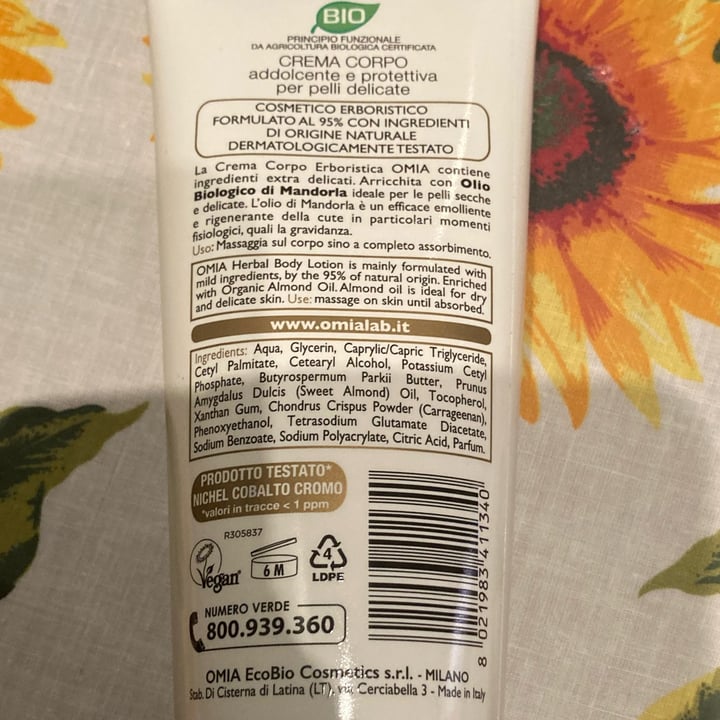 BIO
PRINCIPIO FUNZIONALE
DA AGRICOLTURA BIOLOGICA CERTIFICATA
CREMA CORPO
addolcente e protettiva
per pelli delicate
COSMETICO ERBORISTICO
FORMULATO AL 95% CON INGREDIENTI
DI ORIGINE NATURALE
DERMATOLOGICAMENTE TESTATO
La Crema Corpo Erboristica OMIA contiene
ingredienti extra delicati. Arricchita con Olio
Biologico di Mandorla ideale per le pelli secche
e delicate. L'olio di Mandorla è un efficace emolliente
e rigenerante della cute in particolari momenti
fisiologici, quali la gravidanza.
Uso: Massaggia sul corpo sino a completo assorbimento.
OMIA Herbal Body Lotion is mainly formulated with
mild ingredients, by the 95% of natural origin. Enriched
with Organic Almond Oil. Almond oil is ideal for dry
and delicate skin. Use: massage on skin until absorbed.
www.omialab.it
Ingredients: Aqua, Glycerin, Caprylic/Capric Triglyceride,
Cetyl Palmitate, Cetearyl Alcohol, Potassium Cetyl
Phosphate, Butyrospermum Parkii Butter, Prunus
Amygdalus Dulcis (Sweet Almond) Oil, Tocopherol,
Xanthan Gum, Chondrus Crispus Powder (Carrageenan),
Phenoxyethanol, Tetrasodium Glutamate Diacetate,
Sodium Benzoate, Sodium Polyacrylate, Citric Acid, Parfum.
PRODOTTO TESTATO*
NICHEL COBALTO CROMO
*valori in tracce < 1 ppm
R305837
Vegan
6 M
4
LDPE
8 021983 411340
NUMERO VERDE
800.939.360
OMIA EcoBio Cosmetics s.r.l. - MILANO
Stab. Di Cisterna di Latina (LT), via Cerciabella 3 - Made in Italy